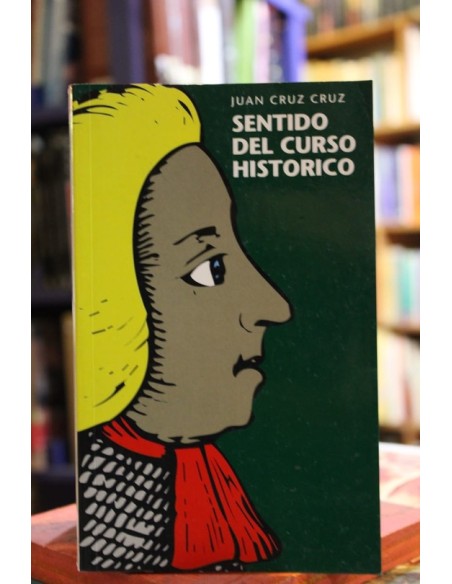 JUAN CRUZ CRUZ
SENTIDO
DEL CURSO
HISTORICO